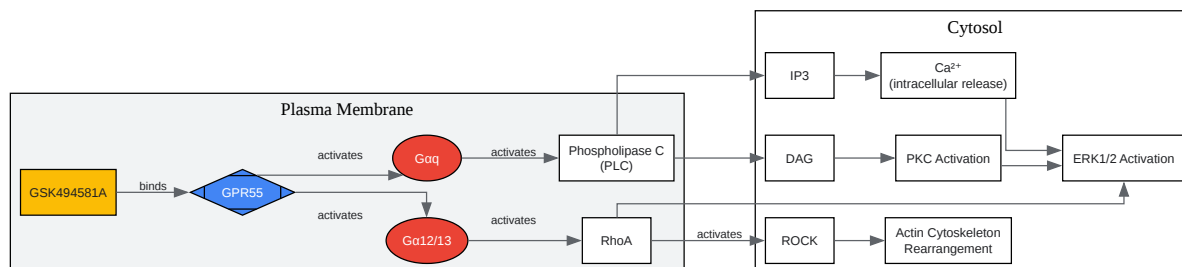 Cytosol
IP3
Ca²⁺
(intracellular release)
Plasma Membrane
activates
Gαq
activates
Phospholipase C
(PLC)
DAG
PKC Activation
ERK1/2 Activation
GSK494581A
binds
GPR55
activates
Gα12/13
activates
RhoA
activates
ROCK
Actin Cytoskeleton
Rearrangement